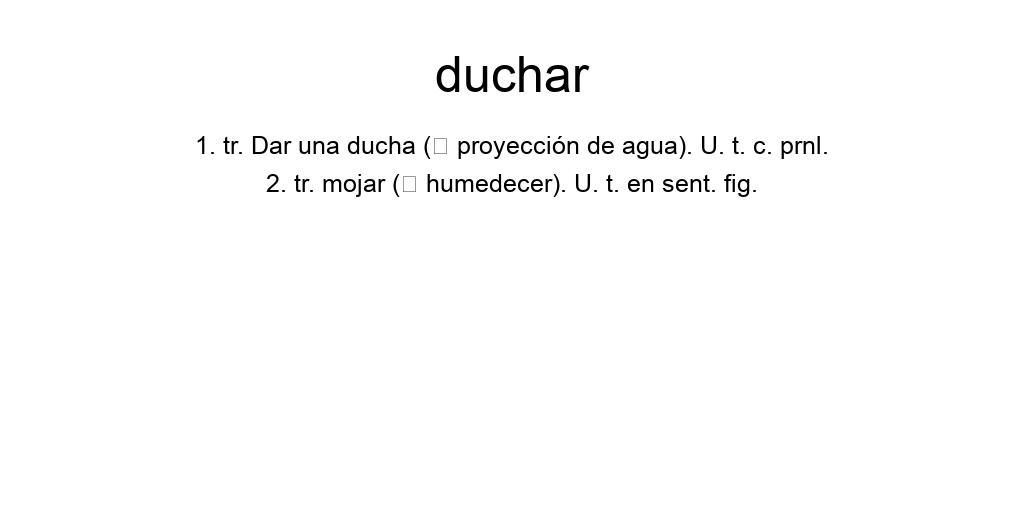 duchar
1. tr. Dar una ducha (□ proyección de agua). U. t. c. prnl.
2. tr. mojar (□ humedecer). U. t. en sent. fig.